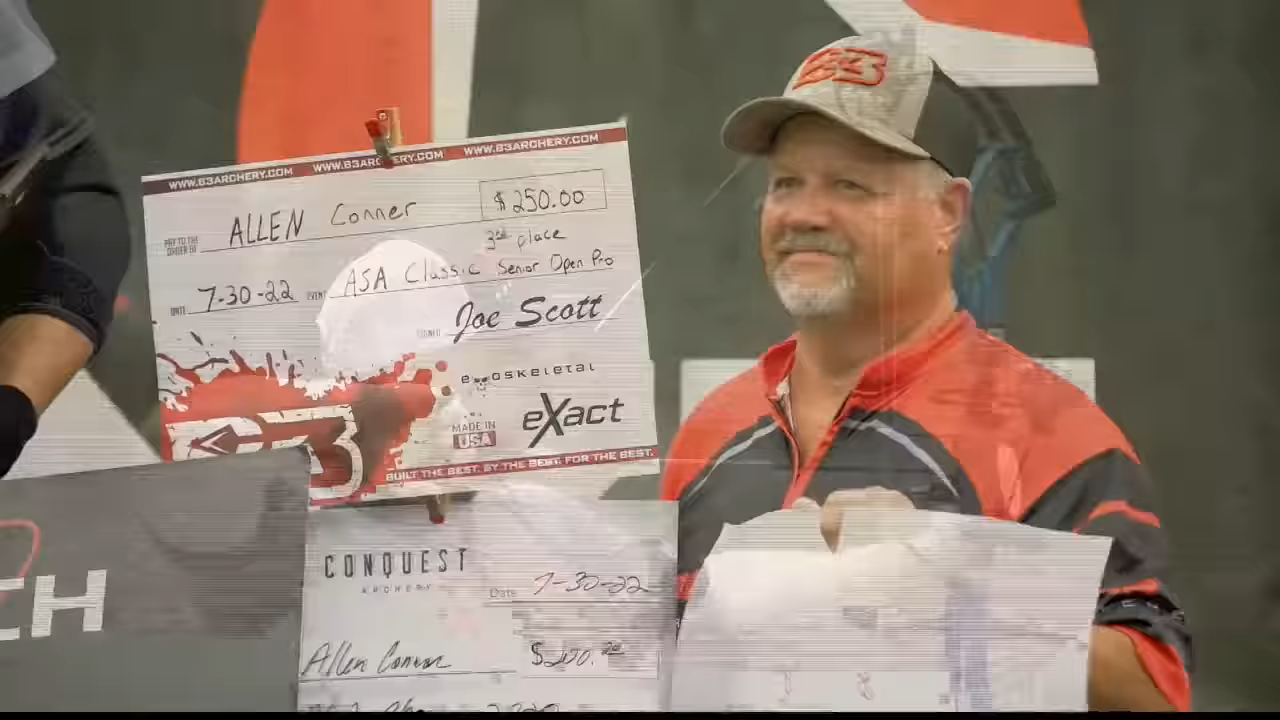 B3
WWW.B3ARCHERY.COM WWW.B3ARCHERY.COM WWW.B3ARCHERY.COM
$250.00
PAY TO THE ORDER OF ALLEN Conner
3rd place
DATE 7-30-22 EVENT ASA Classic Senior Open Pro
SIGNED Joe Scott
exoskeletal
MADE IN USA
eXact
B3
BUILT THE BEST. BY THE BEST. FOR THE BEST.
CH
CONQUEST
ARCHERY
Date 7-30-22
Allen Connor